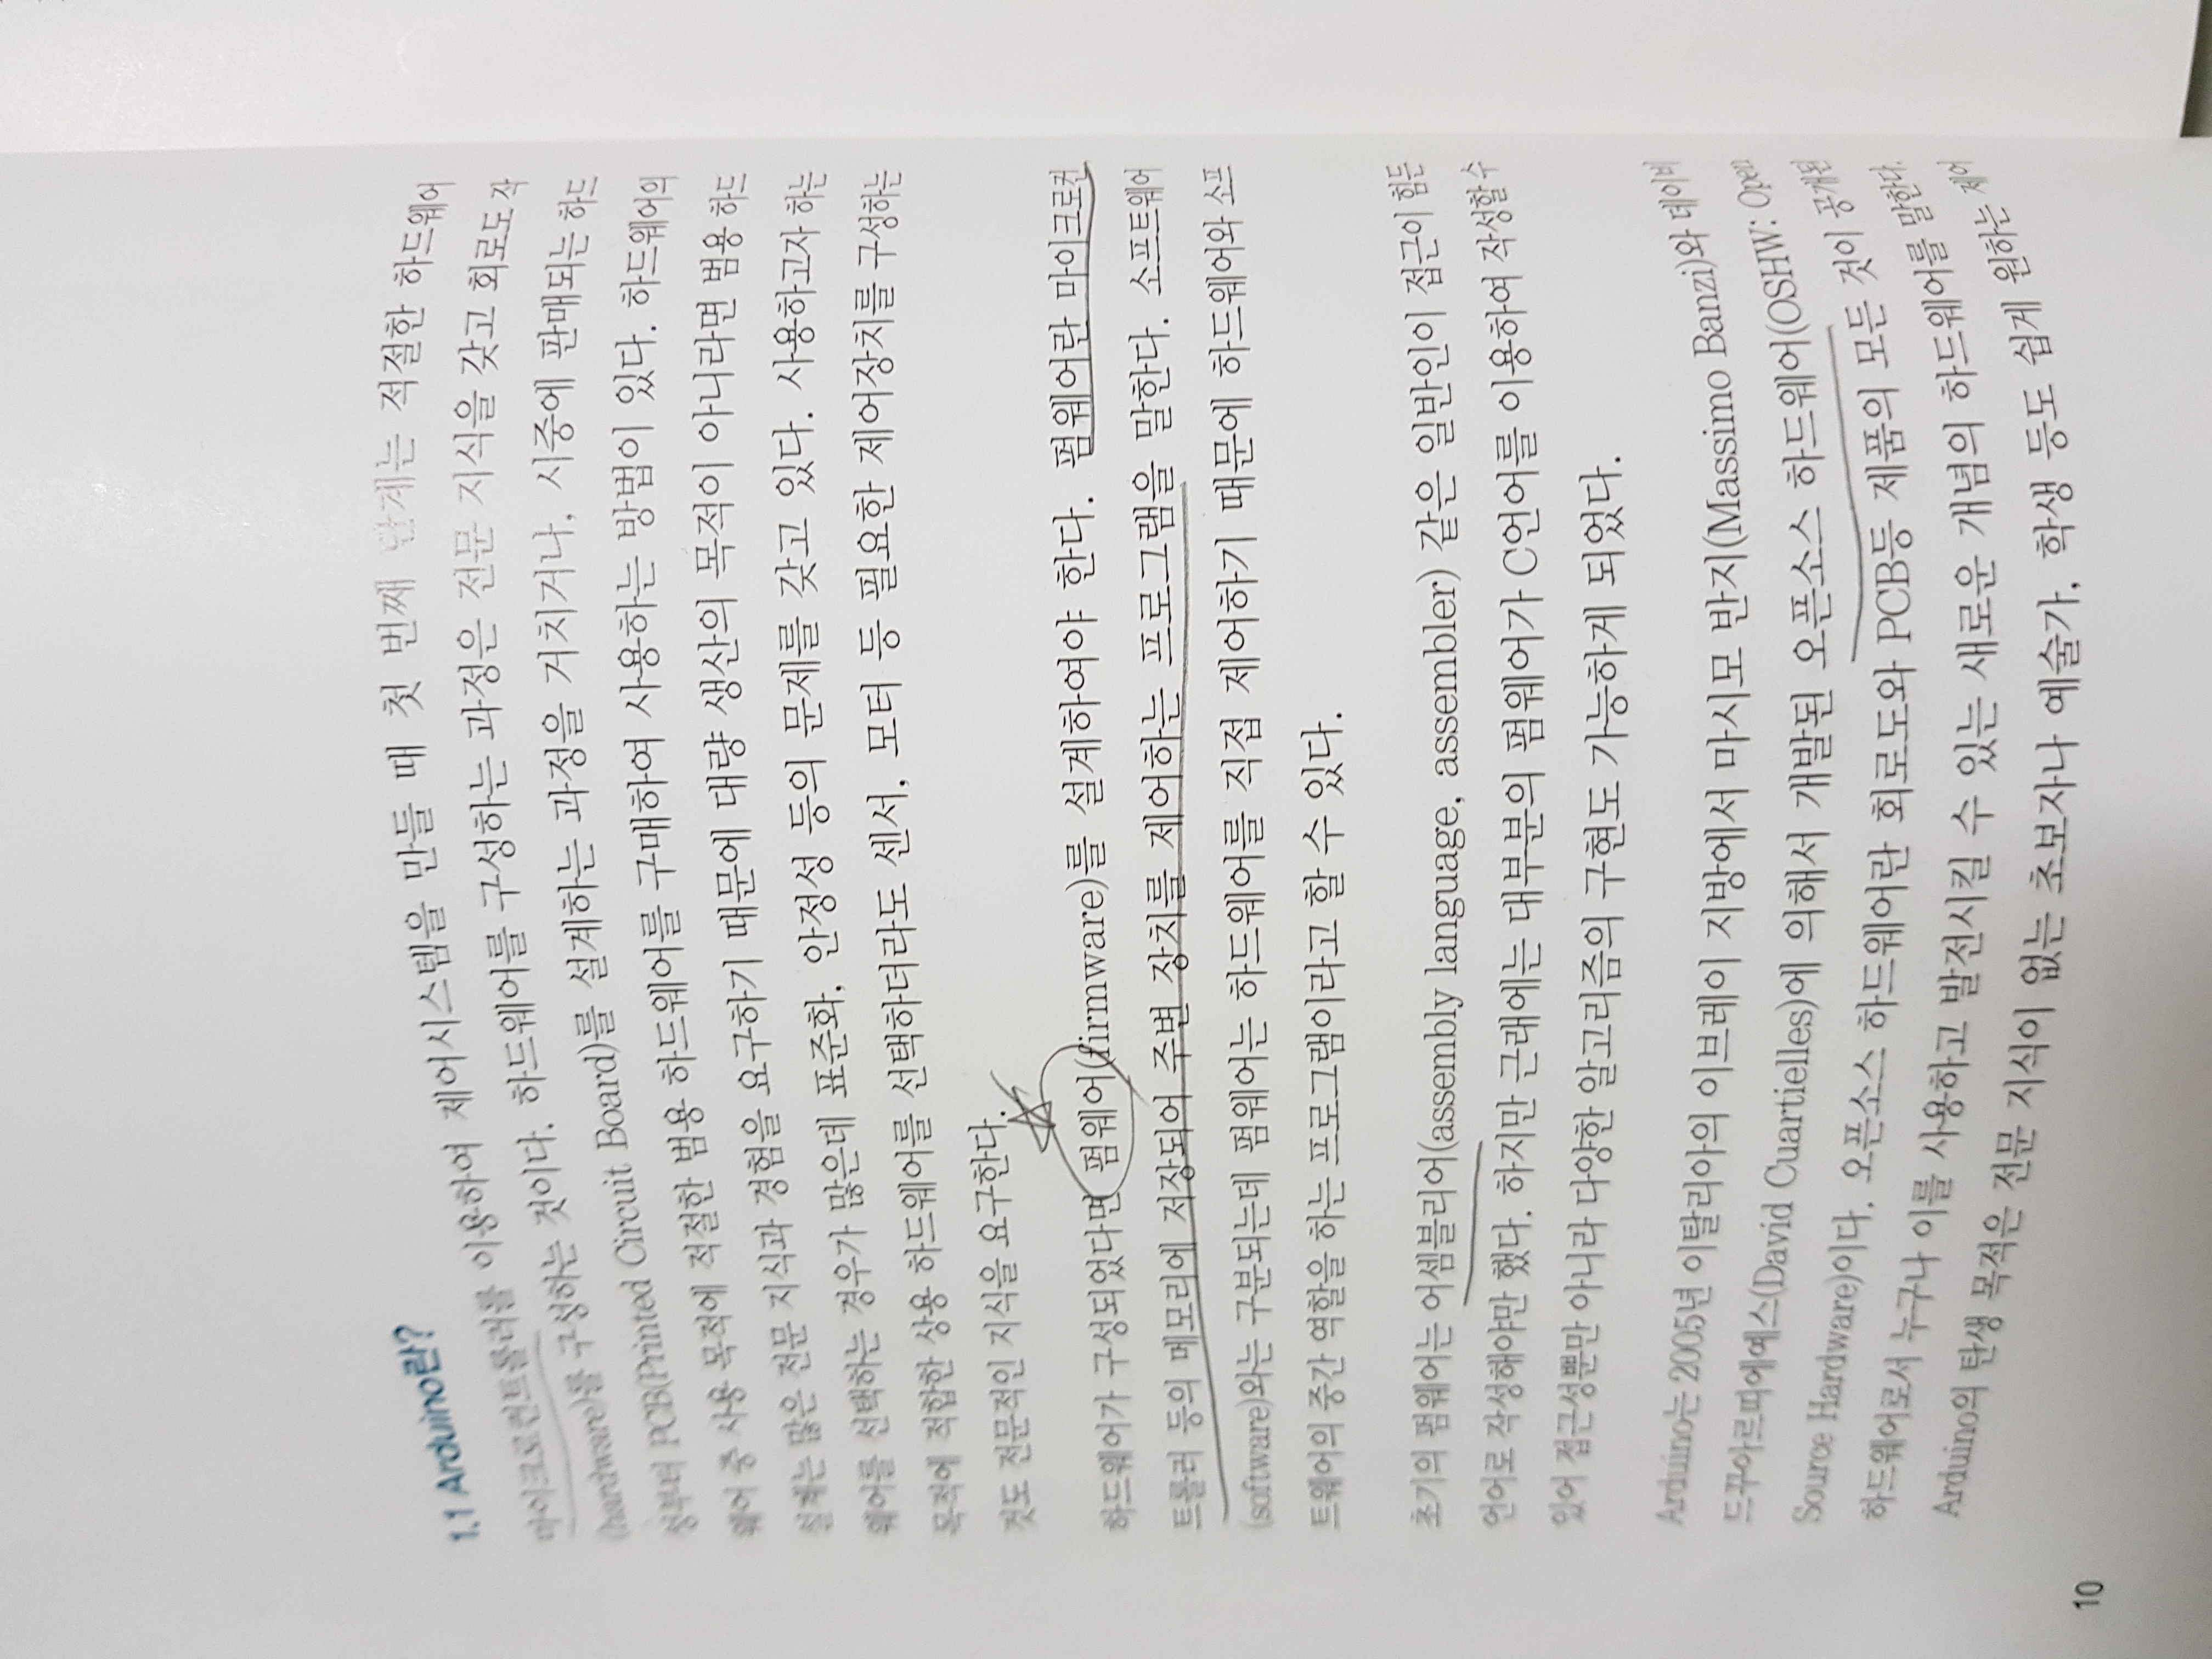 1.1 Arduino란?
마이크로컨트롤러를 이용하여 제어시스템을 만들 때 첫 번째 단계는 적절한 하드웨어
(hardware)를 구성하는 것이다. 하드웨어를 구성하는 과정은 전문 지식을 갖고 회로도 작
성부터 PCB(Printed Circuit Board)를 설계하는 과정을 거치거나, 시중에 판매되는 하드
웨어 중 사용 목적에 적절한 범용 하드웨어를 구매하여 사용하는 방법이 있다. 하드웨어의
설계는 많은 전문 지식과 경험을 요구하기 때문에 대량 생산의 목적이 아니라면 범용 하드
웨어를 선택하는 경우가 많은데 표준화, 안정성 등의 문제를 갖고 있다. 사용하고자 하는
목적에 적합한 상용 하드웨어를 선택하더라도 센서, 모터 등 필요한 제어장치를 구성하는
것도 전문적인 지식을 요구한다.
하드웨어가 구성되었다면 펌웨어(firmware)를 설계하여야 한다. 펌웨어란 마이크로컨
트롤러 등의 메모리에 저장되어 주변 장치를 제어하는 프로그램을 말한다. 소프트웨어
(software)와는 구분되는데 펌웨어는 하드웨어를 직접 제어하기 때문에 하드웨어와 소프
트웨어의 중간 역할을 하는 프로그램이라고 할 수 있다.
초기의 펌웨어는 어셈블리어(assembly language, assembler) 같은 일반인이 접근이 힘든
언어로 작성해야만 했다. 하지만 근래에는 대부분의 펌웨어가 C언어를 이용하여 작성할 수
있어 접근성뿐만 아니라 다양한 알고리즘의 구현도 가능하게 되었다.
Arduino는 2005년 이탈리아의 이브레이 지방에서 마시모 반지(Massimo Banzi)와 데이비
드꾸아르띠에예스(David Cuartielles)에 의해서 개발된 오픈소스 하드웨어(OSHW: Open
Source Hardware)이다. 오픈소스 하드웨어란 회로도와 PCB등 제품의 모든 것이 공개된
하드웨어로서 누구나 이를 사용하고 발전시킬 수 있는 새로운 개념의 하드웨어를 말한다.
Arduino의 탄생 목적은 전문 지식이 없는 초보자나 예술가, 학생 등도 쉽게 원하는 제어
10